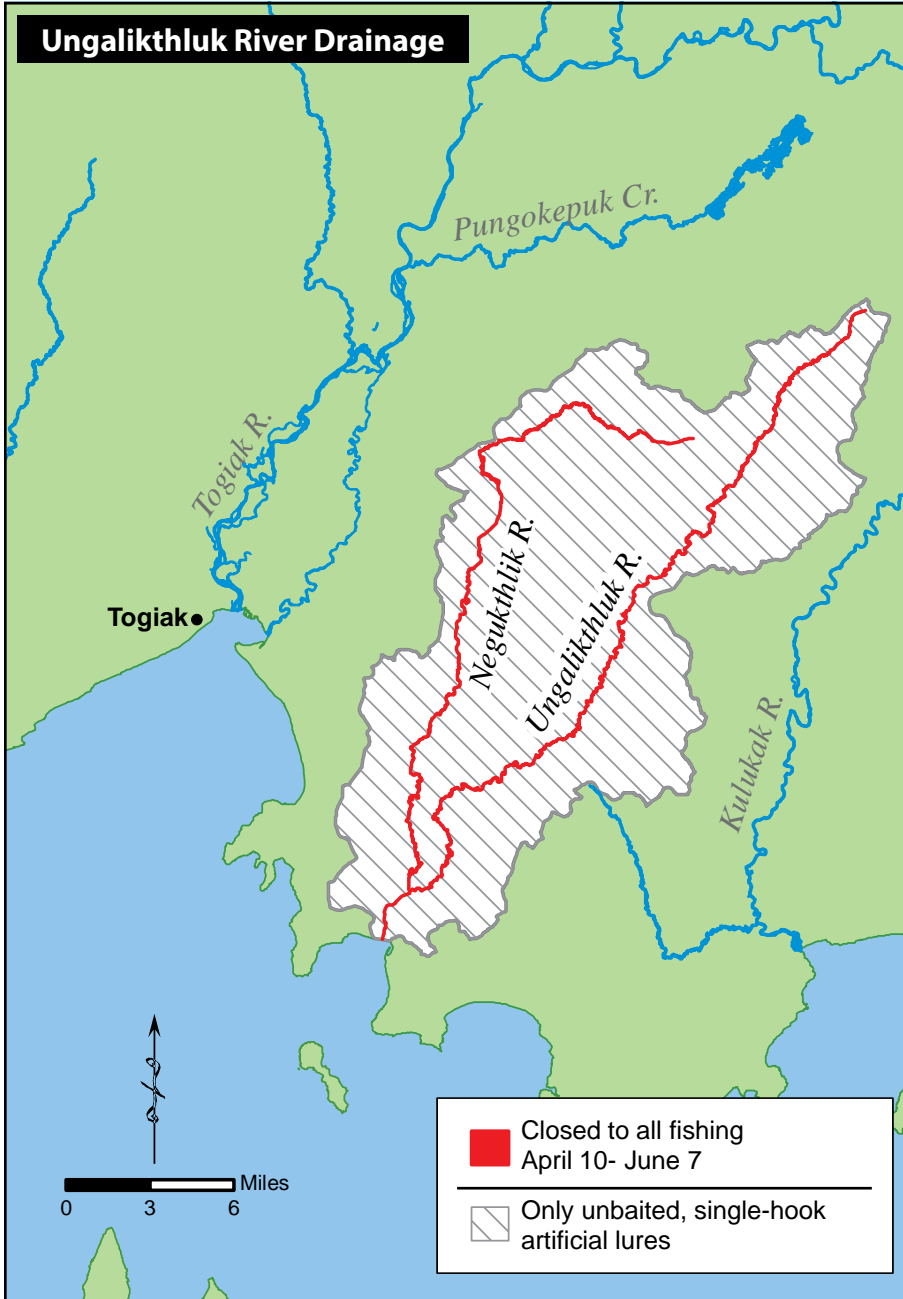 Ungalikthluk River Drainage
Pungokepuk Cr.
Togiak R.
Togiak
Negukthlik R.
Ungalikthluk R.
Kulukak R.
Miles
0 3 6
Closed to all fishing
April 10- June 7
Only unbaited, single-hook
artificial lures